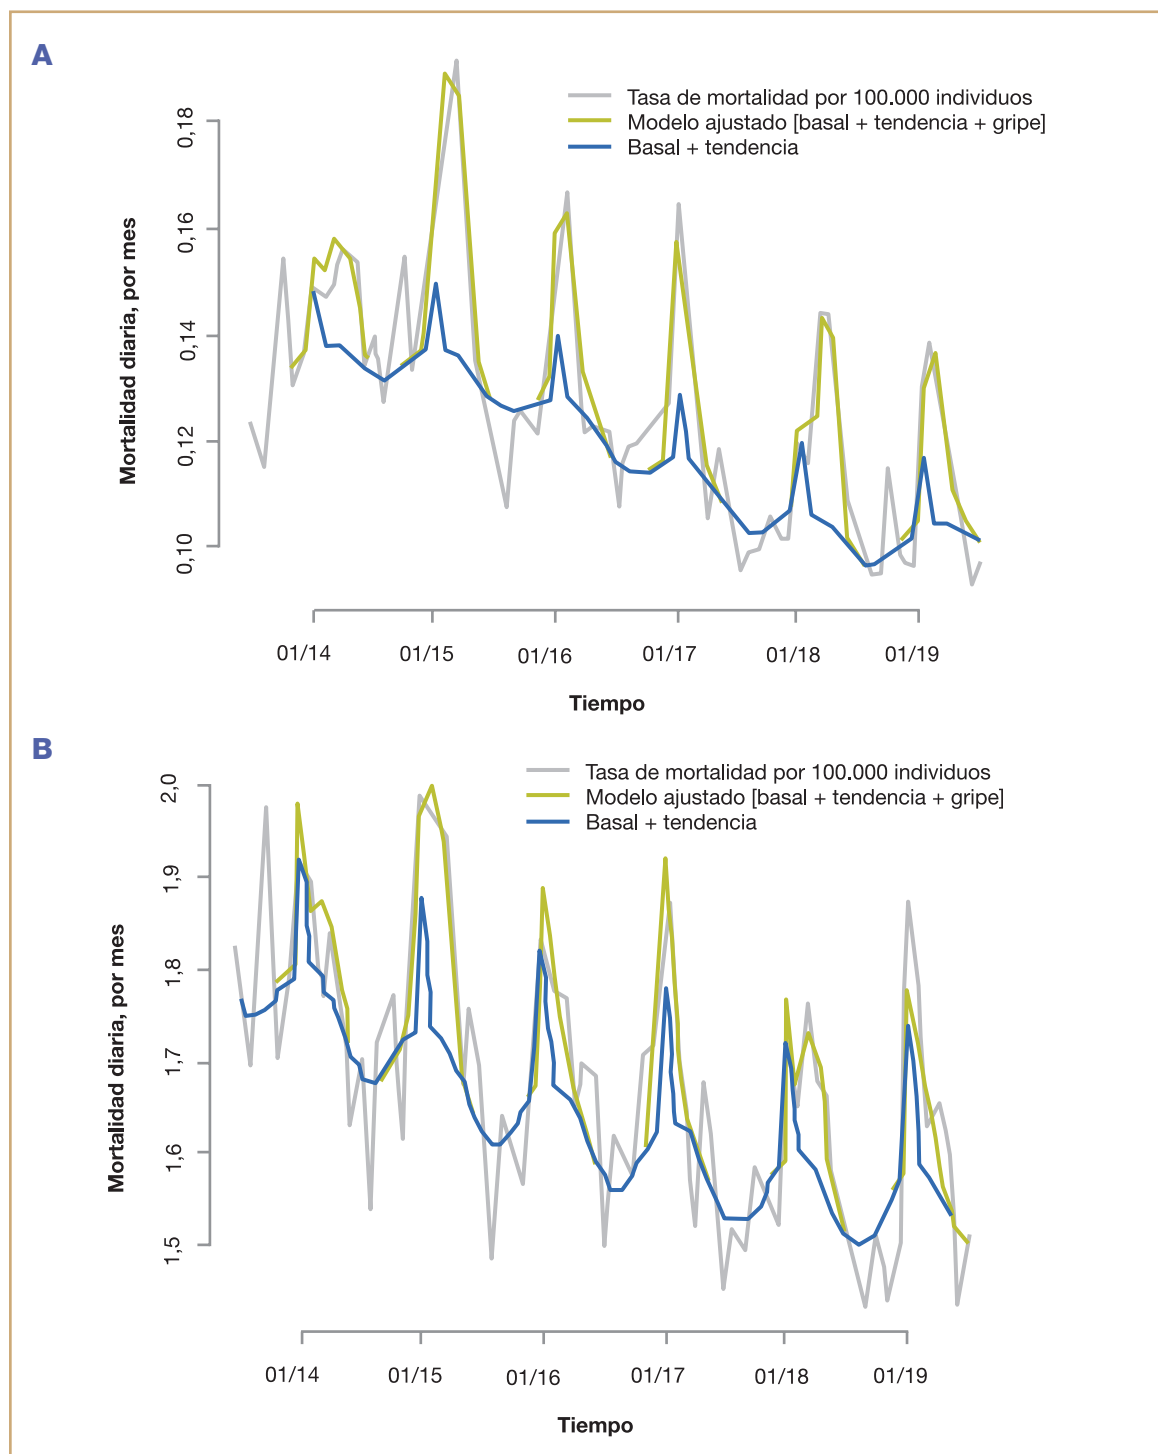 A
Tasa de mortalidad por 100.000 individuos
Modelo ajustado [basal + tendencia + gripe]
Basal + tendencia
Mortalidad diaria, por mes
0,18
0,16
0,14
0,12
0,10
01/14 01/15 01/16 01/17 01/18 01/19
Tiempo
B
Tasa de mortalidad por 100.000 individuos
Modelo ajustado [basal + tendencia + gripe]
Basal + tendencia
Mortalidad diaria, por mes
2,0
1,9
1,8
1,7
1,6
1,5
01/14 01/15 01/16 01/17 01/18 01/19
Tiempo